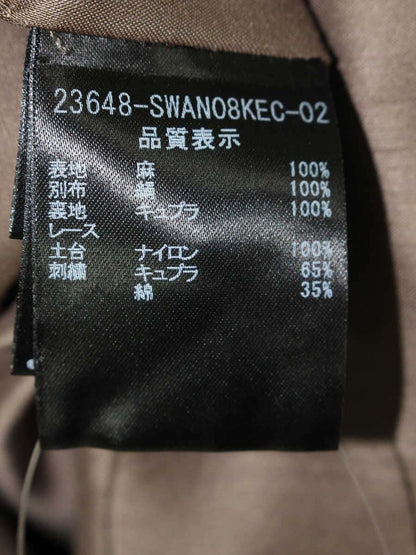 23648-SWAN08KEC-02
品質表示
表地 麻 100%
別布 絹 100%
裏地 キュプラ 100%
レース
土台 ナイロン 100%
刺繍 キュプラ 65%
綿 35%